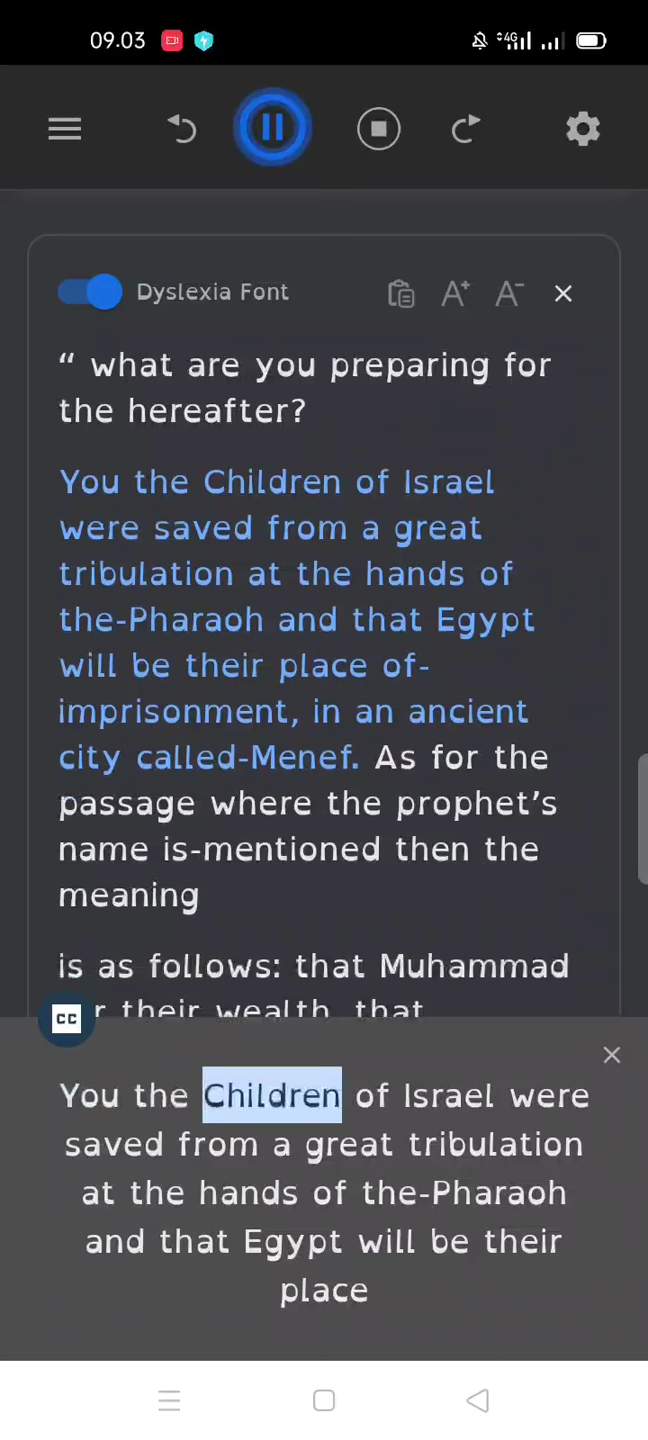 09.03
4G
Dyslexia Font
A+ A-
“ what are you preparing for
the hereafter?
You the Children of Israel
were saved from a great
tribulation at the hands of
the-Pharaoh and that Egypt
will be their place of-
imprisonment, in an ancient
city called-Menef. As for the
passage where the prophet’s
name is-mentioned then the
meaning
is as follows: that Muhammad
r their wealth, that
CC
You the Children of Israel were
saved from a great tribulation
at the hands of the-Pharaoh
and that Egypt will be their
place